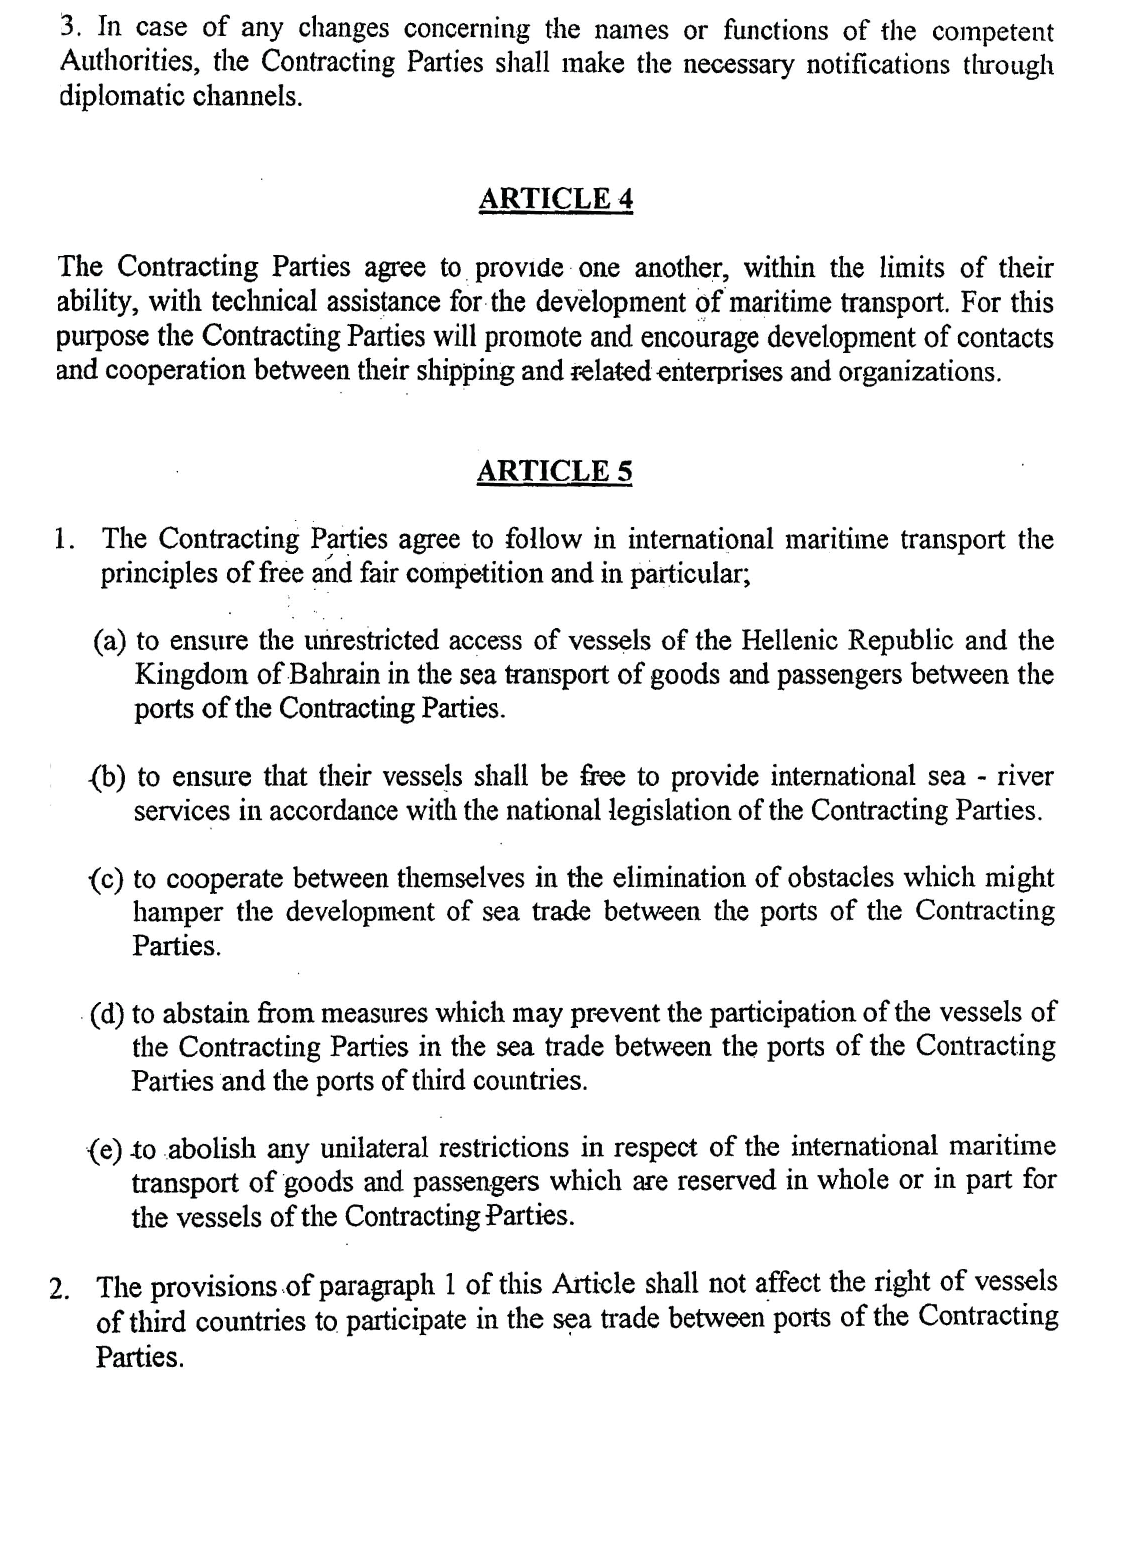 3. In case of any changes concerning the names or functions of the competent
Authorities, the Contracting Parties shall make the necessary notifications through
diplomatic channels.
ARTICLE 4
The Contracting Parties agree to provide one another, within the limits of their
ability, with technical assistance for the development of maritime transport. For this
purpose the Contracting Parties will promote and encourage development of contacts
and cooperation between their shipping and related enterprises and organizations.
ARTICLE 5
1. The Contracting Parties agree to follow in international maritime transport the
principles of free and fair competition and in particular;
(a) to ensure the unrestricted access of vessels of the Hellenic Republic and the
Kingdom of Bahrain in the sea transport of goods and passengers between the
ports of the Contracting Parties.
(b) to ensure that their vessels shall be free to provide international sea - river
services in accordance with the national legislation of the Contracting Parties.
(c) to cooperate between themselves in the elimination of obstacles which might
hamper the development of sea trade between the ports of the Contracting
Parties.
(d) to abstain from measures which may prevent the participation of the vessels of
the Contracting Parties in the sea trade between the ports of the Contracting
Parties and the ports of third countries.
(e) to abolish any unilateral restrictions in respect of the international maritime
transport of goods and passengers which are reserved in whole or in part for
the vessels of the Contracting Parties.
2. The provisions of paragraph 1 of this Article shall not affect the right of vessels
of third countries to participate in the sea trade between ports of the Contracting
Parties.